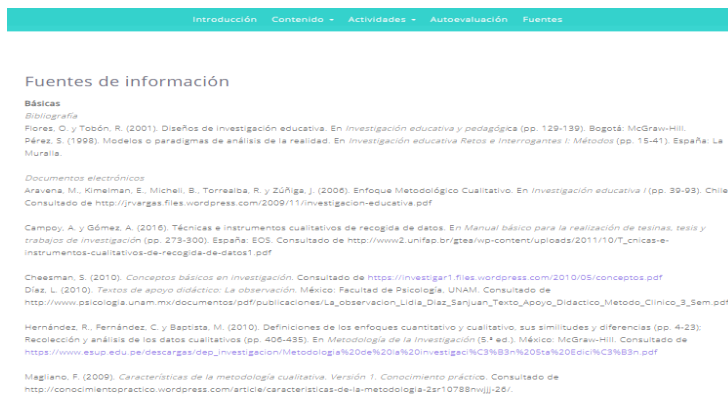 Introducción Contenido Actividades Autoevaluación Fuentes
Fuentes de información
Básicas
Bibliografía
Flores, O. y Tobón, R. (2001). Diseños de investigación educativa. En Investigación educativa y pedagógica (pp. 129-139). Bogotá: McGraw-Hill.
Pérez, S. (1998). Modelos o paradigmas de análisis de la realidad. En Investigación educativa Retos e Interrogantes I: Métodos (pp. 15-41). España: La
Muralla.
Documentos electrónicos
Aravena, M., Kimelman, E., Micheli, B., Torrealba, R. y Zúñiga, J. (2006). Enfoque Metodológico Cualitativo. En Investigación educativa I (pp. 39-93). Chile
Consultado de http://jrvargas.files.wordpress.com/2009/11/investigacion-educativa.pdf
Campoy, A. y Gómez, A. (2016). Técnicas e instrumentos cualitativos de recogida de datos. En Manual básico para la realización de tesinas, tesis y
trabajos de investigación (pp. 273-300). España: EOS. Consultado de http://www2.unifap.br/gtea/wp-content/uploads/2011/10/T_cnicas-e-
instrumentos-cualitativos-de-recogida-de-datos1.pdf
Cheesman, S. (2010). Conceptos básicos en investigación. Consultado de https://investigar1.files.wordpress.com/2010/05/conceptos.pdf
Díaz, L. (2010). Textos de apoyo didáctico: La observación. México: Facultad de Psicología, UNAM. Consultado de
http://www.psicologia.unam.mx/documentos/pdf/publicaciones/La_observacion_Lidia_Diaz_Sanjuan_Texto_Apoyo_Didactico_Metodo_Clinico_3_Sem.pdf
Hernández, R., Fernández, C. y Baptista, M. (2010). Definiciones de los enfoques cuantitativo y cualitativo, sus similitudes y diferencias (pp. 4-23);
Recolección y análisis de los datos cualitativos (pp. 406-435). En Metodología de la Investigación (5.ª ed.). México: McGraw-Hill. Consultado de
https://www.esup.edu.pe/descargas/dep_investigacion/Metodologia%20de%20la%20investigaci%C3%B3n%205ta%20Edici%C3%B3n.pdf
Magliano, F. (2009). Características de la metodología cualitativa. Versión 1. Conocimiento práctico. Consultado de
http://conocimientopractico.wordpress.com/article/caracteristicas-de-la-metodologia-2sr10788nwjjj-26/.